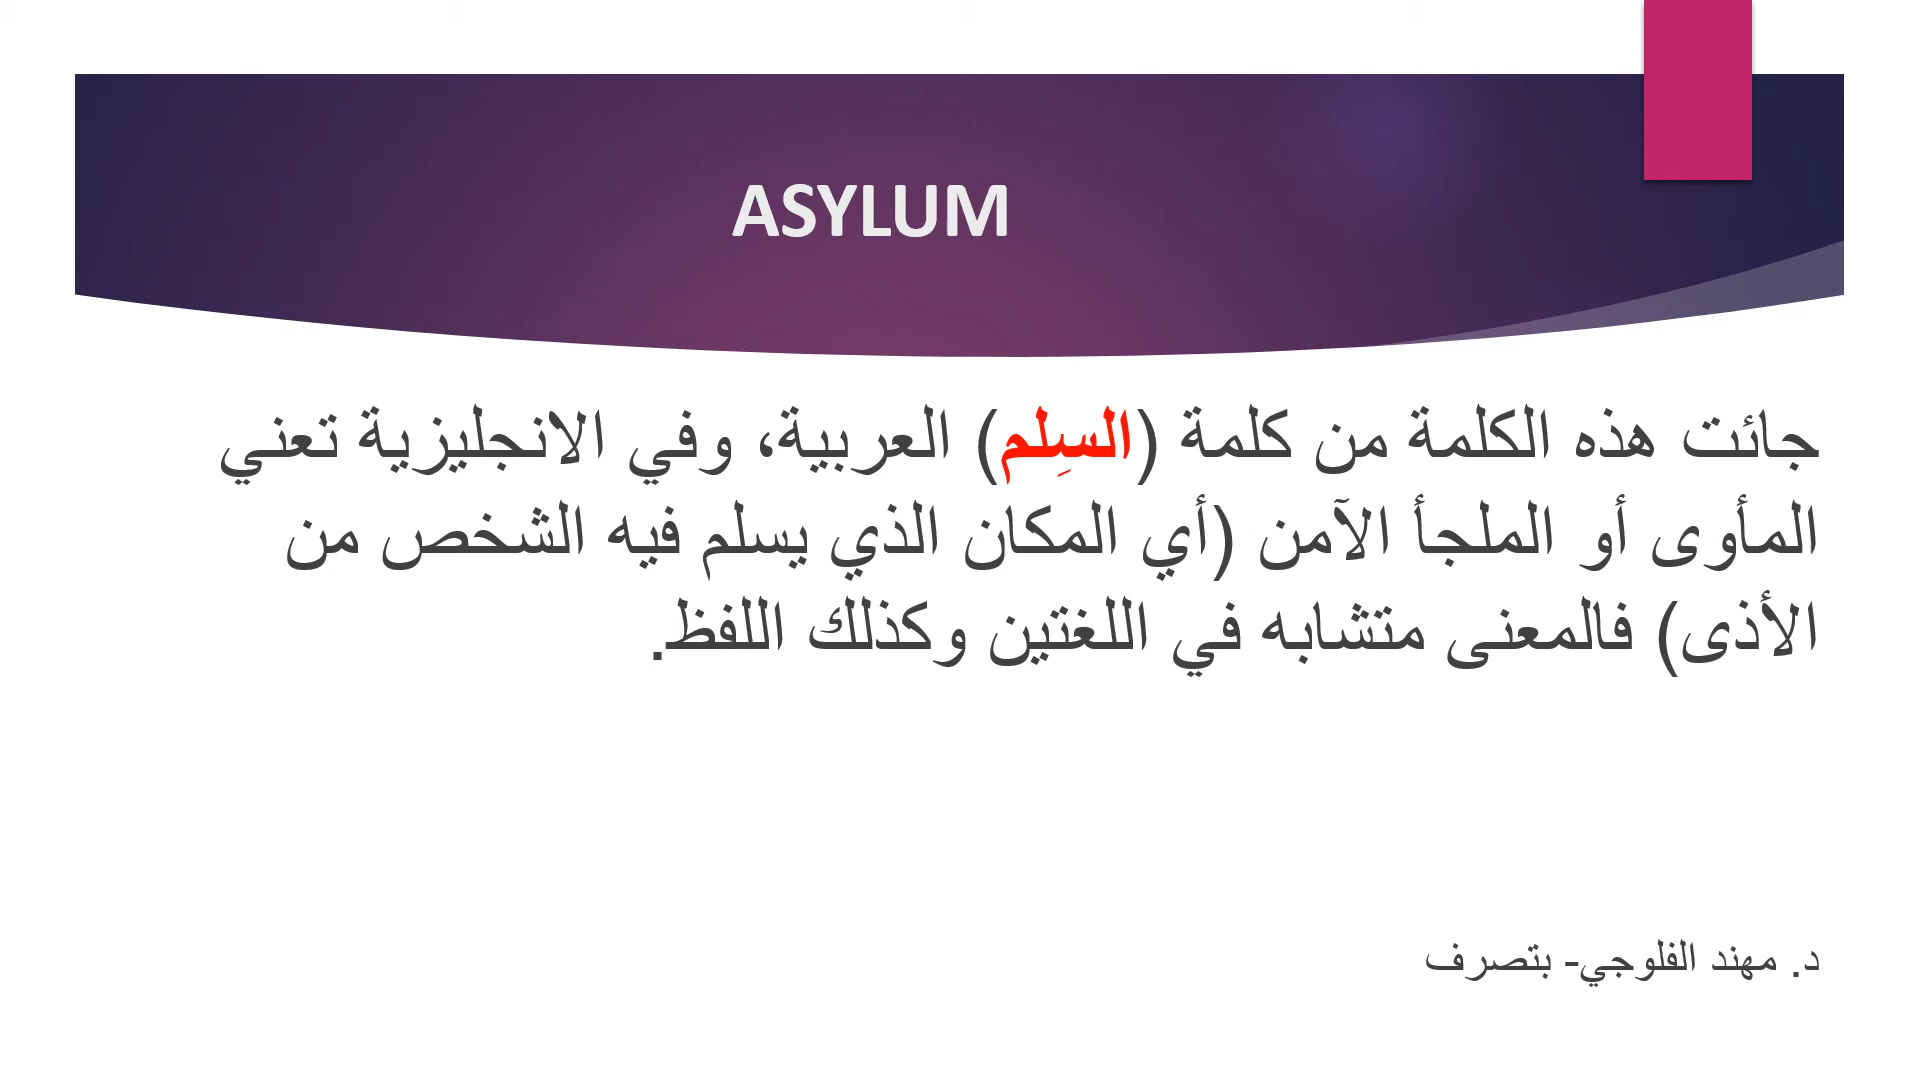 ASYLUM
جائت هذه الكلمة من كلمة (السِلم) العربية، وفي الانجليزية تعني
المأوى أو الملجأ الآمن (أي المكان الذي يسلم فيه الشخص من
الأذى) فالمعنى متشابه في اللغتين وكذلك اللفظ.
د. مهند الفلوجي- بتصرف